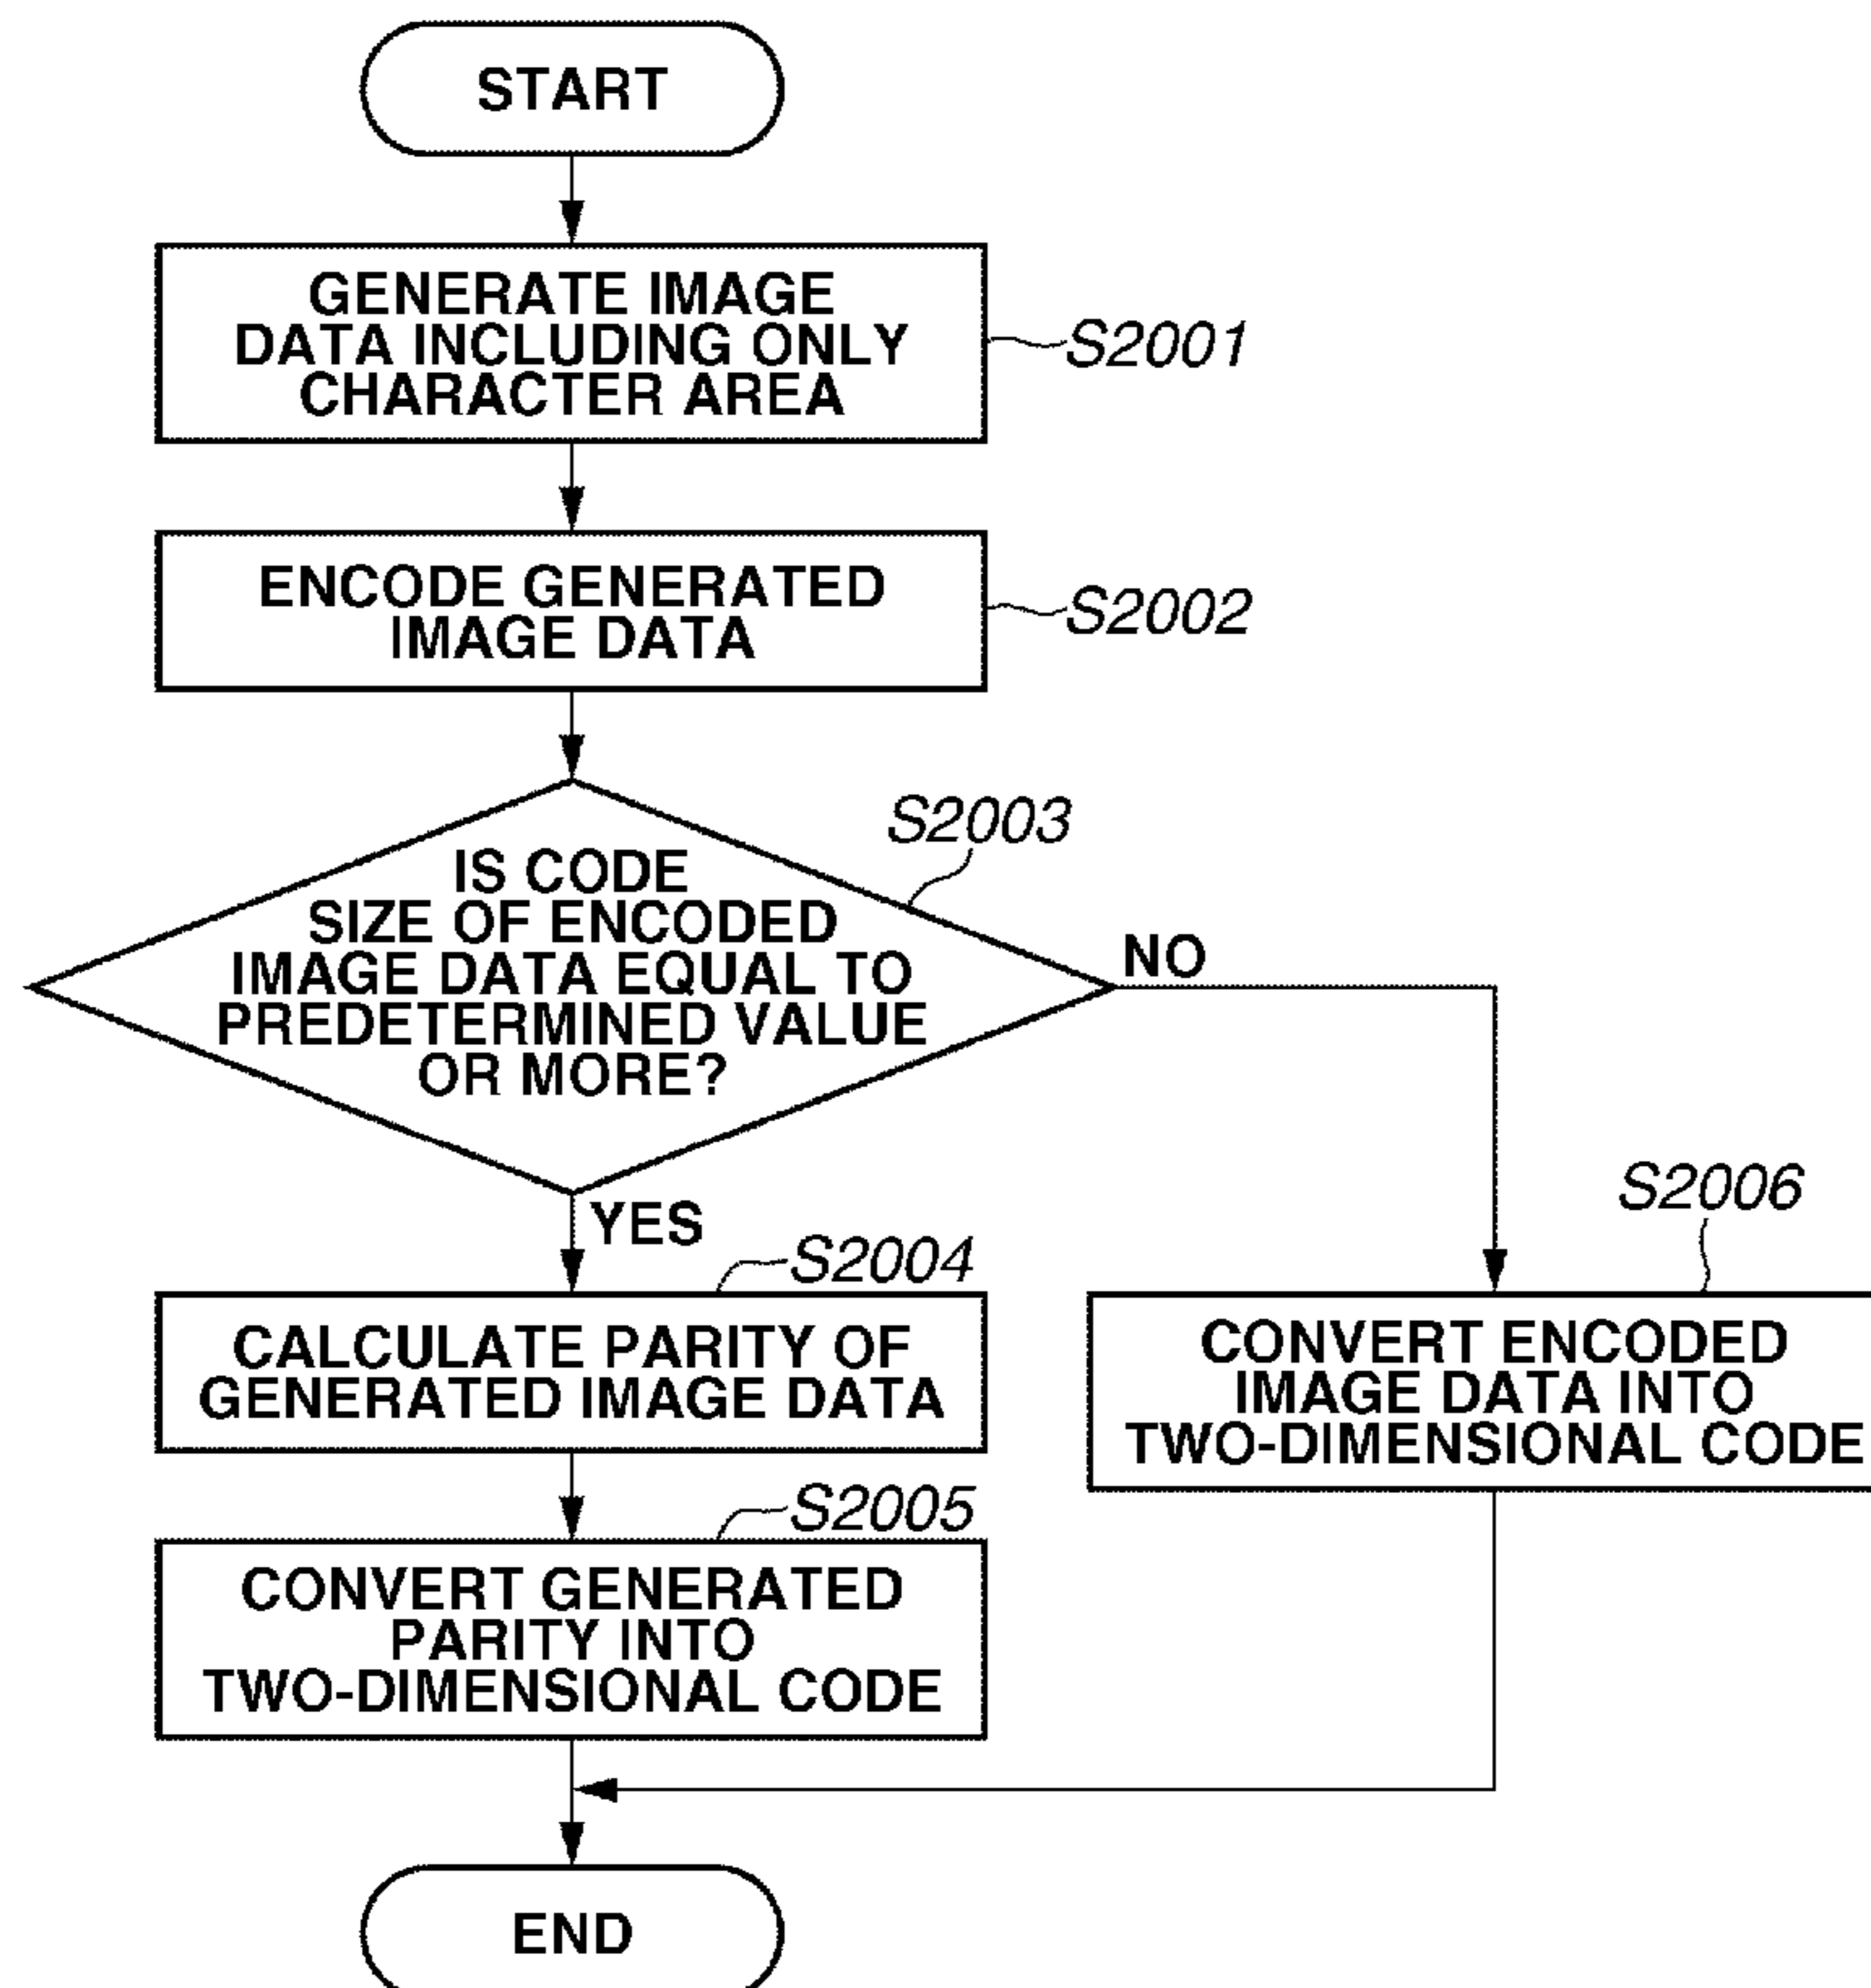 START
GENERATE IMAGE
DATA INCLUDING ONLY
CHARACTER AREA
S2001
ENCODE GENERATED
IMAGE DATA
S2002
S2003
IS CODE
SIZE OF ENCODED
IMAGE DATA EQUAL TO
PREDETERMINED VALUE
OR MORE?
NO
YES
S2004
CALCULATE PARITY OF
GENERATED IMAGE DATA
S2006
CONVERT ENCODED
IMAGE DATA INTO
TWO-DIMENSIONAL CODE
S2005
CONVERT GENERATED
PARITY INTO
TWO-DIMENSIONAL CODE
END